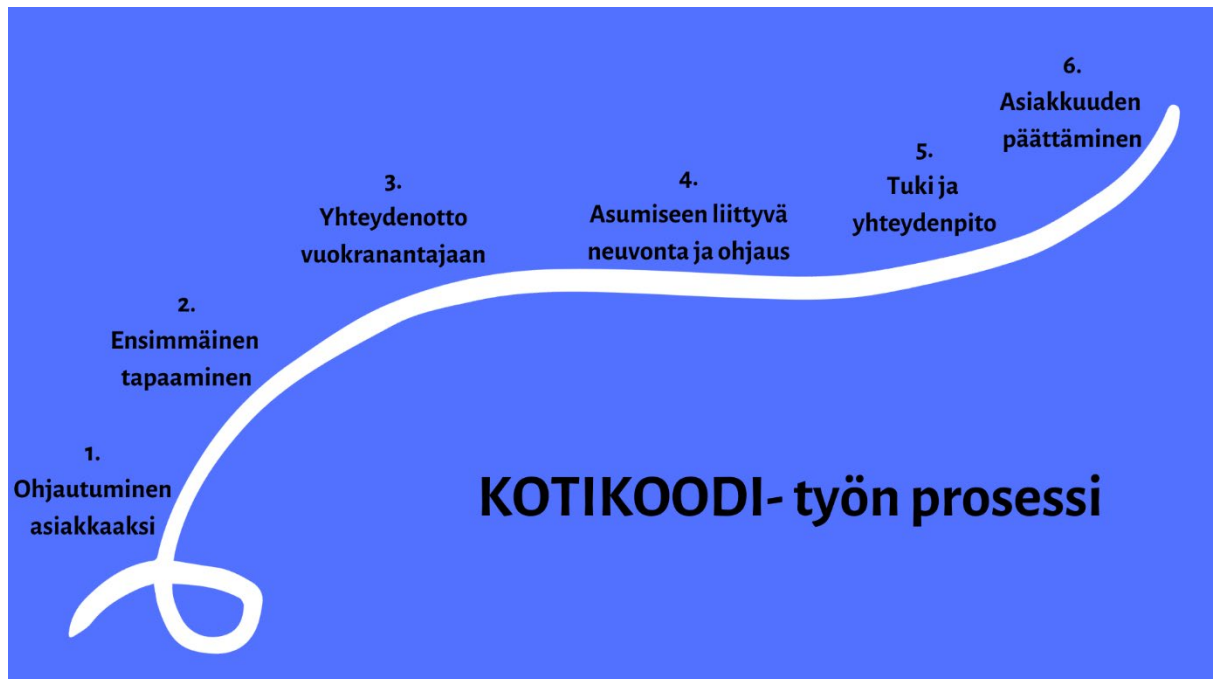 1.
Ohjautuminen
asiakkaaksi
2.
Ensimmäinen
tapaaminen
3.
Yhteydenotto
vuokranantajaan
4.
Asumiseen liittyvä
neuvonta ja ohjaus
5.
Tuki ja
yhteydenpito
6.
Asiakkuuden
päättäminen
KOTIKOODI- työn prosessi